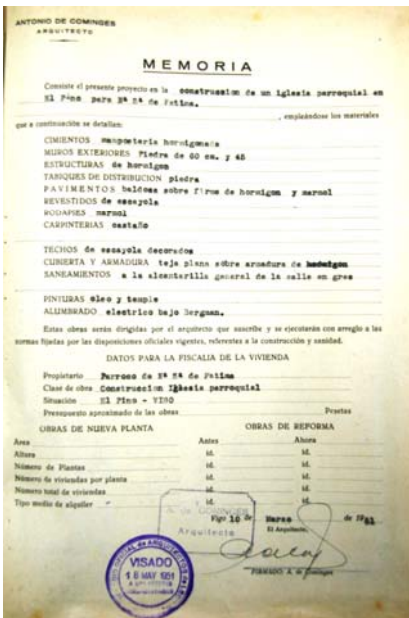 ANTONIO DE COMINGES
ARQUITECTO
MEMORIA
Consiste el presente proyecto en la construccion de un iglesia parroquial en
El Pino para Nª Sª de Fatima.
, empleándose los materiales
que a continuación se detallan:
CIMIENTOS mamposteria hormigonada
MUROS EXTERIORES Piedra de 60 cm. y 45
ESTRUCTURAS de hormigon
TABIQUES DE DISTRIBUCION piedra
PAVIMENTOS baldosa sobre firme de hormigon y marmol
REVESTIDOS de escayola
RODAPIES marmol
CARPINTERIAS castaño
TECHOS de escayola decorados
CUBIERTA Y ARMADURA teja plana sobre armadura de
SANEAMIENTOS a la alcantarilla general de la calle en gres
PINTURAS óleo y temple
ALUMBRADO electrico bajo Bergman.
Estas obras serán dirigidas por el arquitecto que suscribe y se ejecutarán con arreglo a las
normas fijadas por las disposiciones oficiales vigentes, referentes a la construcción y sanidad.
DATOS PARA LA FISCALIA DE LA VIVIENDA
Propietario Parroco de Nª Sª de Fatima
Clase de obra Construccion Iglesia parroquial
Situación El Pino - VIGO
Presupuesto aproximado de las obras Pesetas
OBRAS DE NUEVA PLANTA OBRAS DE REFORMA
Area Antes Ahora
Altura id. id.
Número de Plantas id. id.
Número de viviendas por planta id. id.
Número total de viviendas id. id.
Tipo medio de alquiler id. id.
A. de COMINGES
Arquitecto
Vigo 10 de Marzo de 1951
El Arquitecto,
FIRMADO: A. de Cominges
OFICIAL DE ARQUITECTOS DE
VISADO
18 MAY 1951